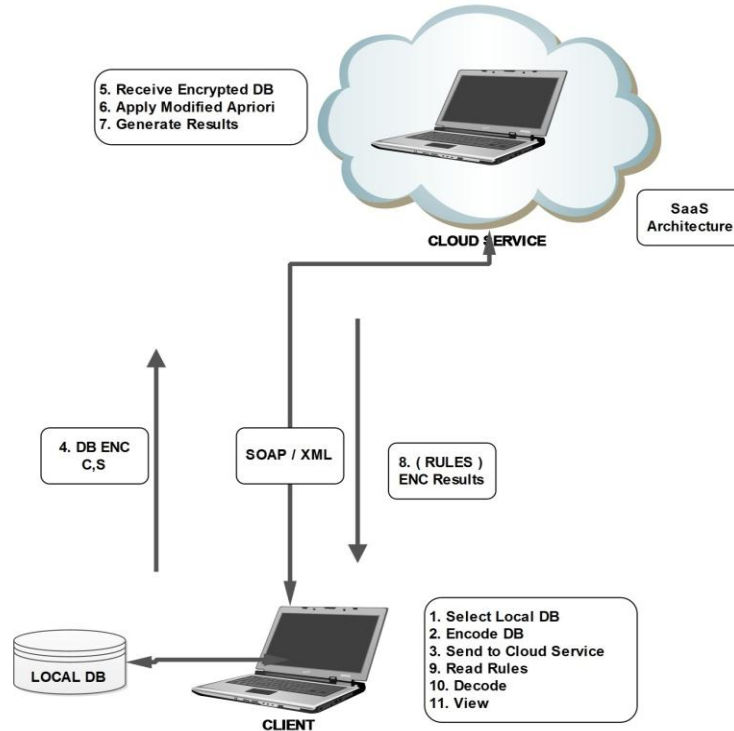 5. Receive Encrypted DB
6. Apply Modified Apriori
7. Generate Results
SaaS
Architecture
CLOUD SERVICE
4. DB ENC
C,S
SOAP / XML
8. ( RULES )
ENC Results
1. Select Local DB
2. Encode DB
3. Send to Cloud Service
9. Read Rules
10. Decode
11. View
LOCAL DB
CLIENT